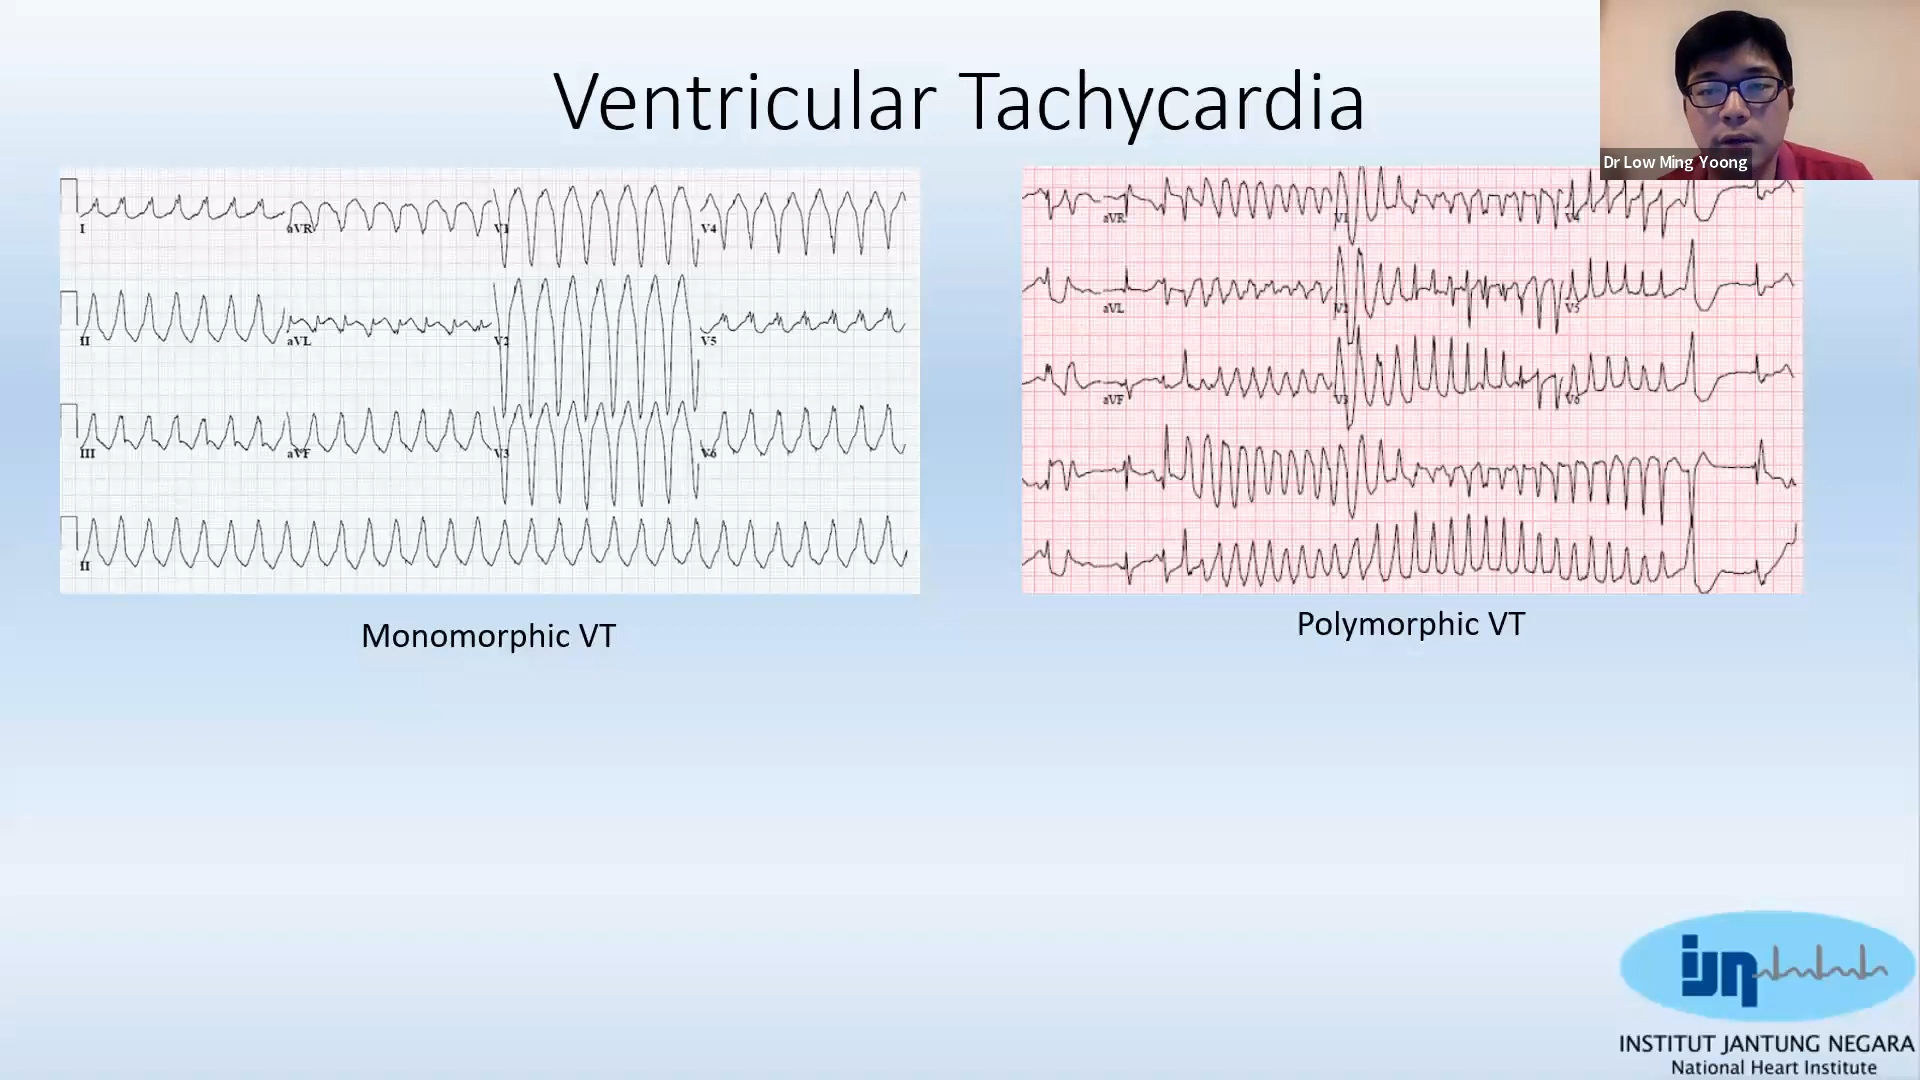 Ventricular Tachycardia
Dr Low Ming Yoong
I aVR V1 V4
II aVL V2 V5
III aVF V3 V6
II
aVR V1 V4
aVL V2 V5
aVF V3 V6
Monomorphic VT
Polymorphic VT
ijn
INSTITUT JANTUNG NEGARA
National Heart Institute